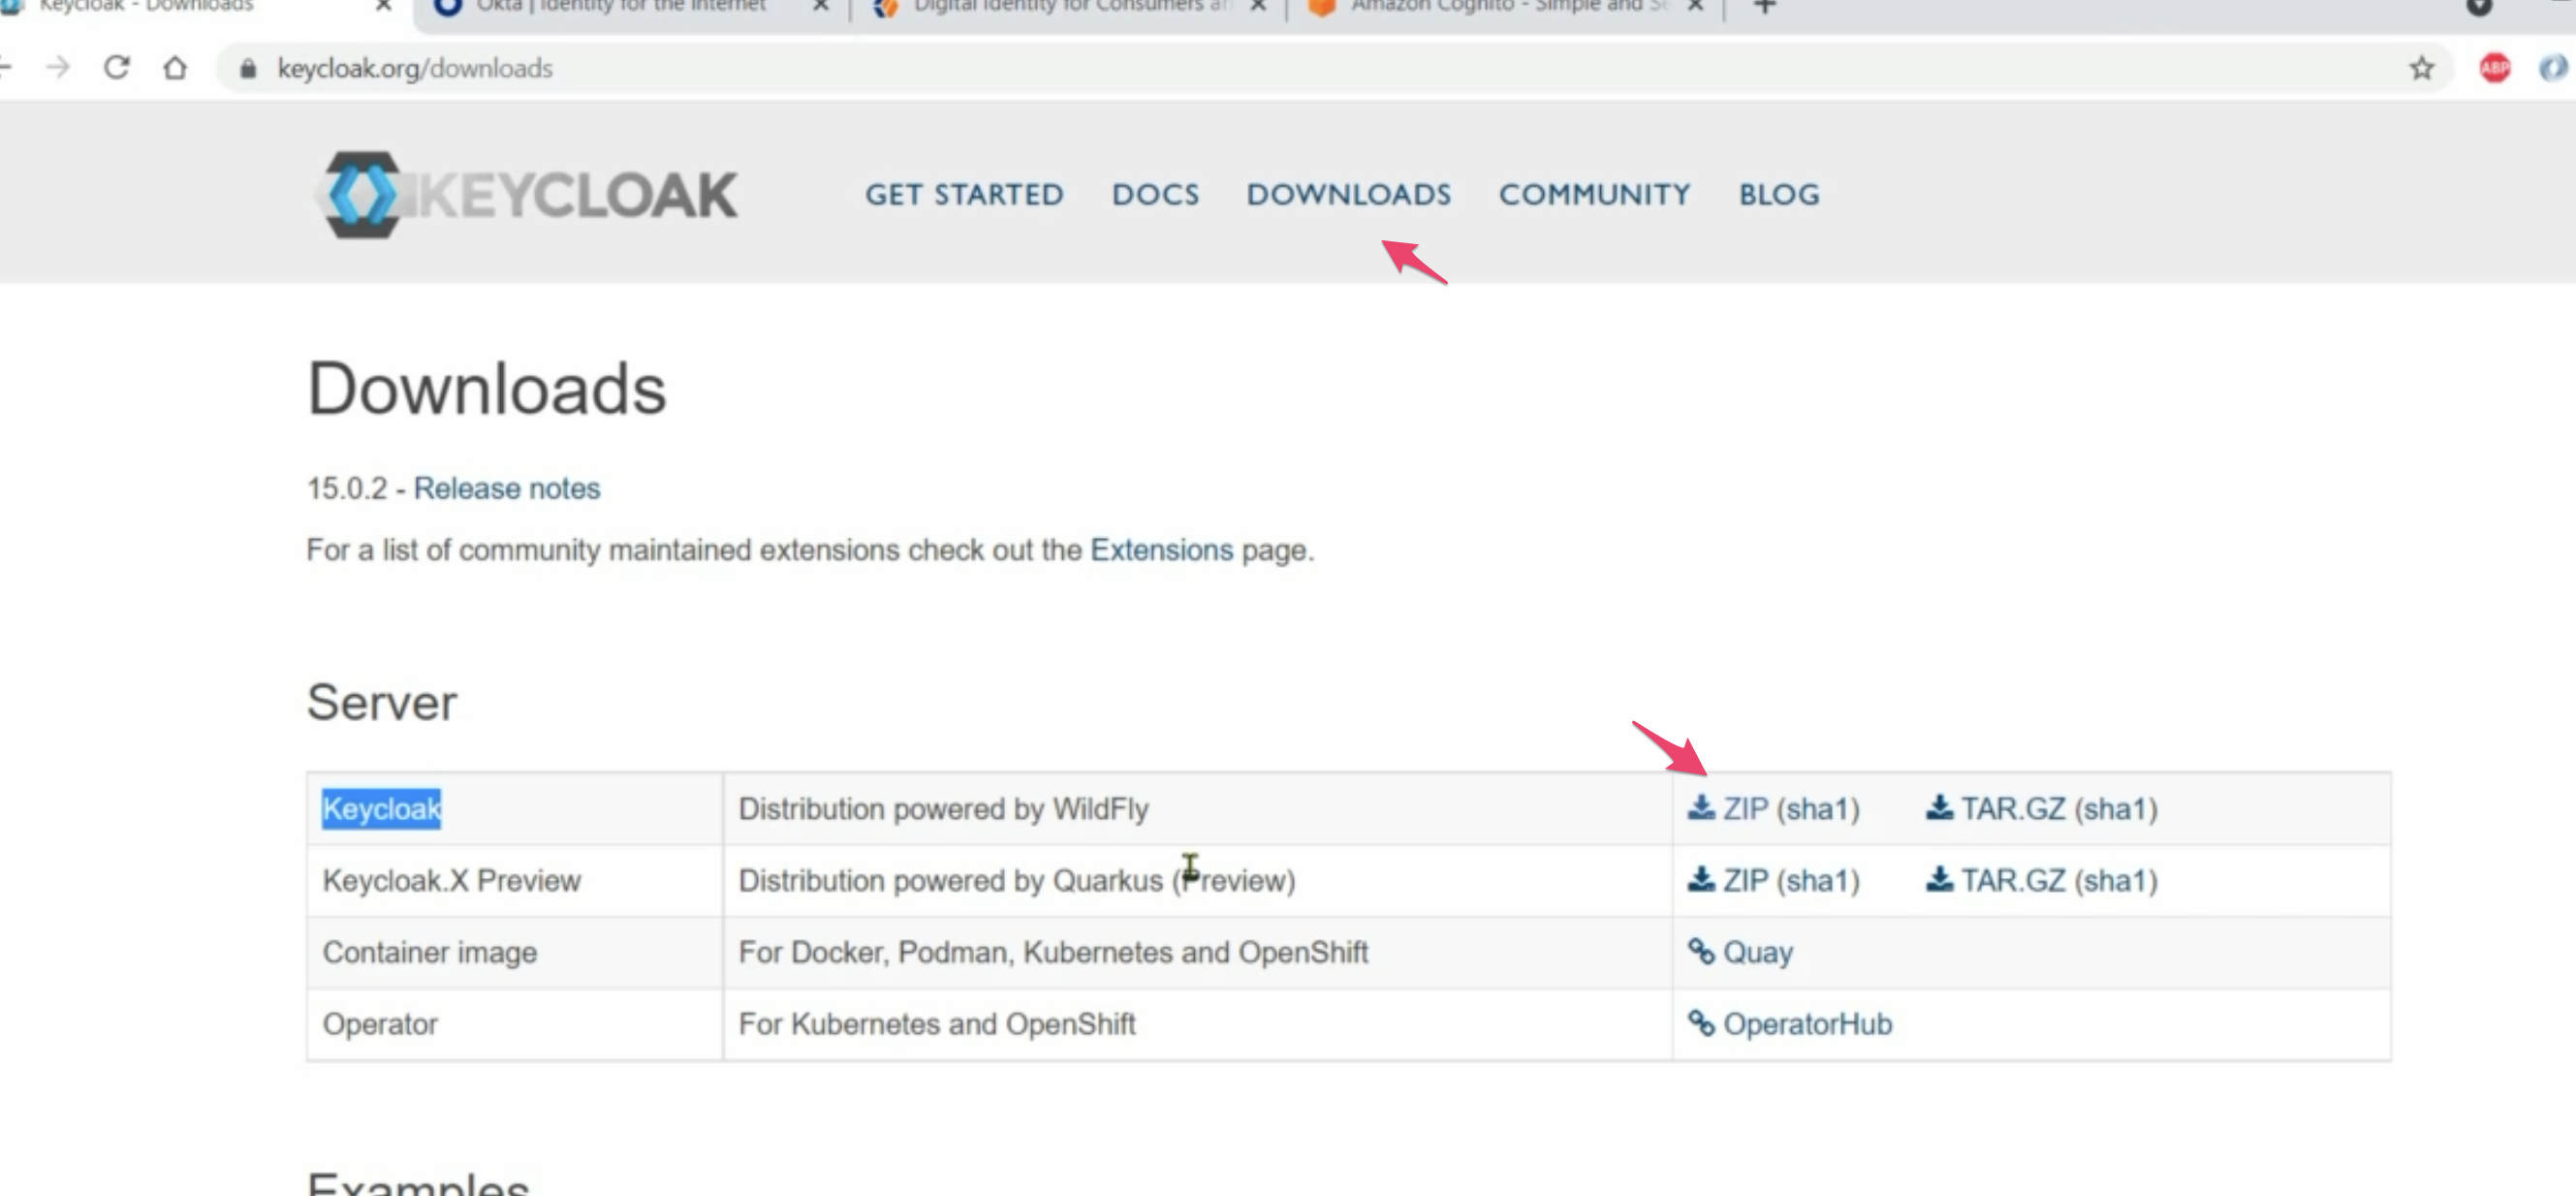 Keycloak - Downloads
Okta | Identity for the Internet
Digital Identity for Consumers an
Amazon Cognito - Simple and Se
keycloak.org/downloads
ABP
KEYCLOAK
GET STARTED DOCS DOWNLOADS COMMUNITY BLOG
Downloads
15.0.2 - Release notes
For a list of community maintained extensions check out the Extensions page.
Server
Keycloak Distribution powered by WildFly ZIP (sha1) TAR.GZ (sha1)
Keycloak.X Preview Distribution powered by Quarkus (Preview) ZIP (sha1) TAR.GZ (sha1)
Container image For Docker, Podman, Kubernetes and OpenShift Quay
Operator For Kubernetes and OpenShift OperatorHub
Examples